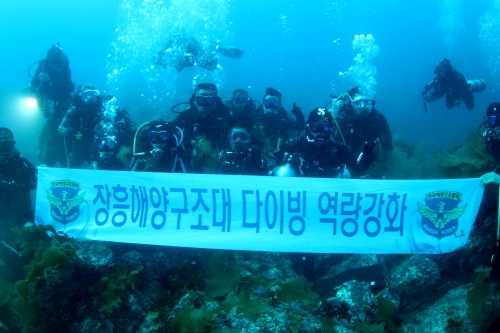 장흥해양구조대 다이빙 역량강화